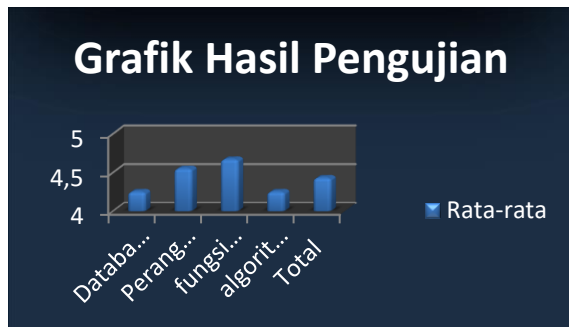 Grafik Hasil Pengujian
5
4,5
4
Databa...
Perang...
fungsi...
algorit...
Total
Rata-rata